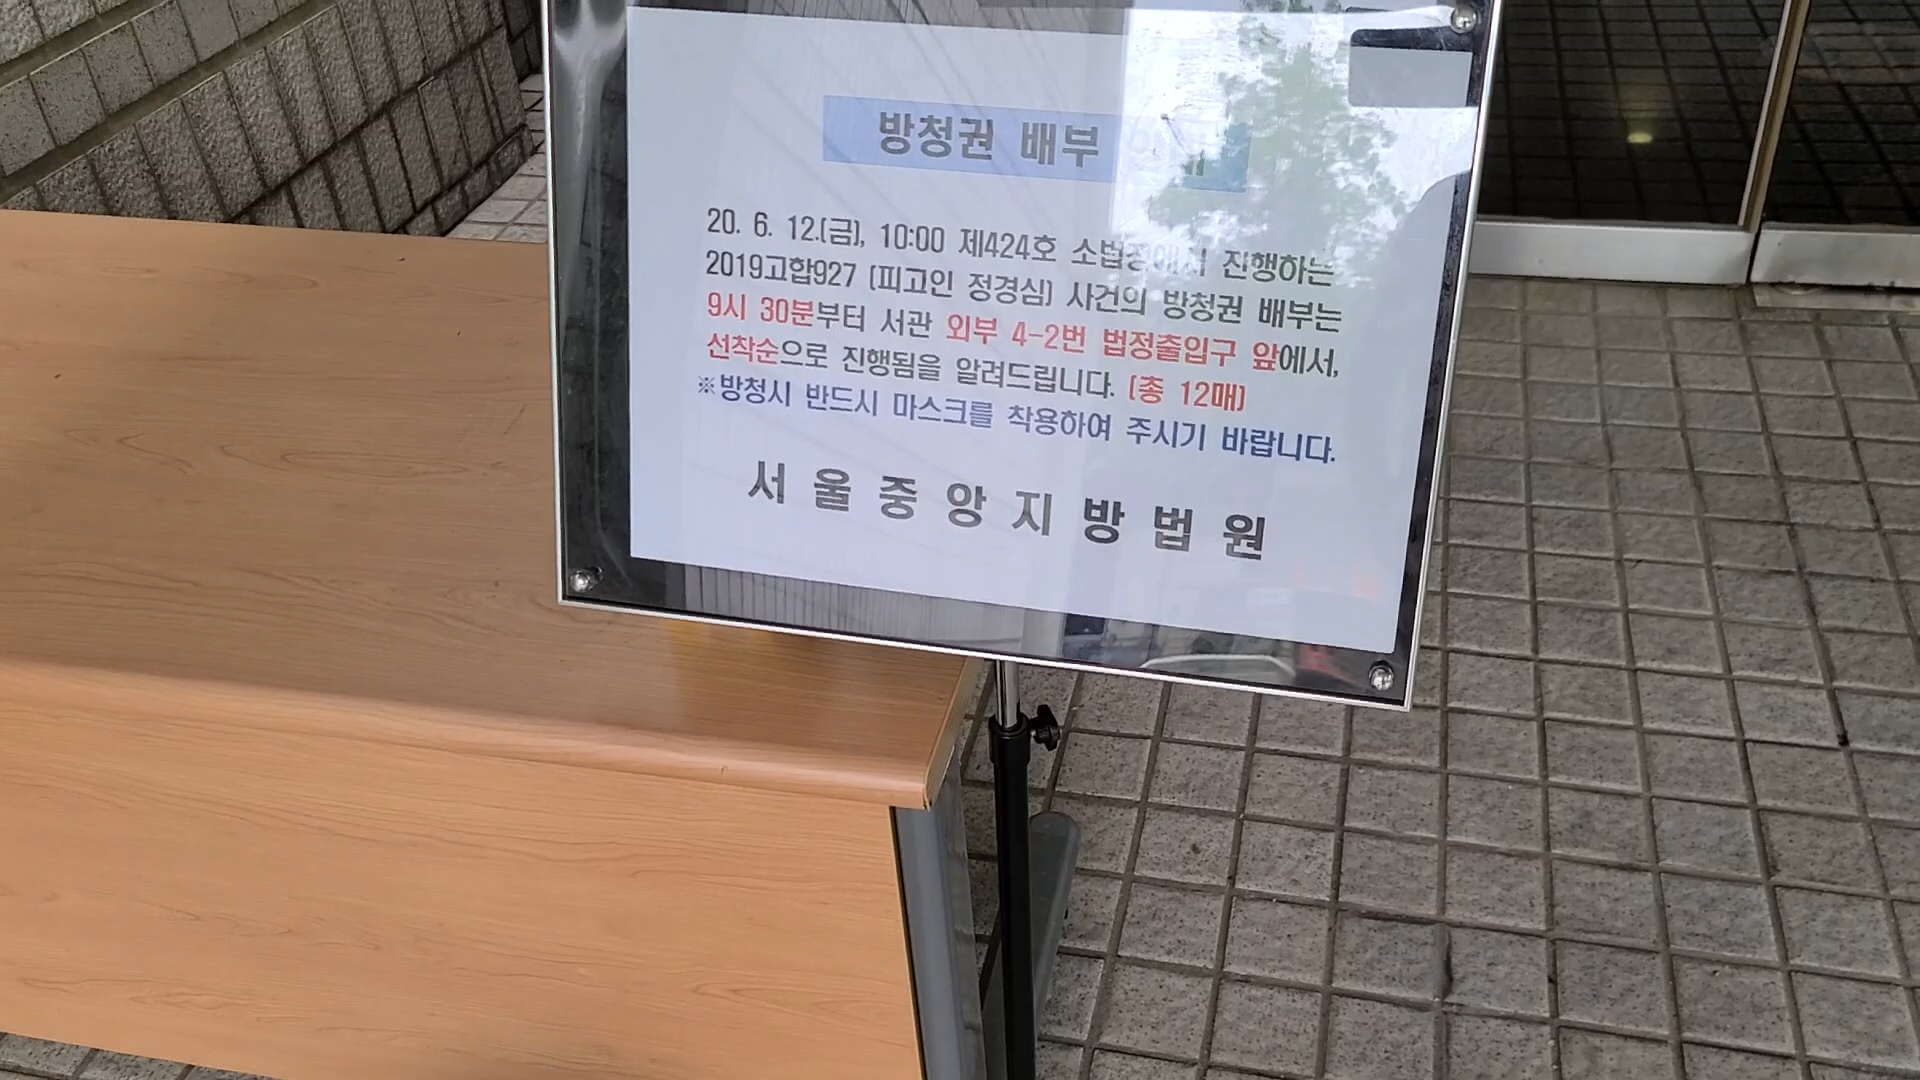 방청권 배부
20. 6. 12.(금), 10:00 제424호 소법정에서 진행하는
2019고합927 (피고인 정경심) 사건의 방청권 배부는
9시 30분부터 서관 외부 4-2번 법정출입구 앞에서,
선착순으로 진행됨을 알려드립니다. (총 12매)
※방청시 반드시 마스크를 착용하여 주시기 바랍니다.
서울중앙지방법원